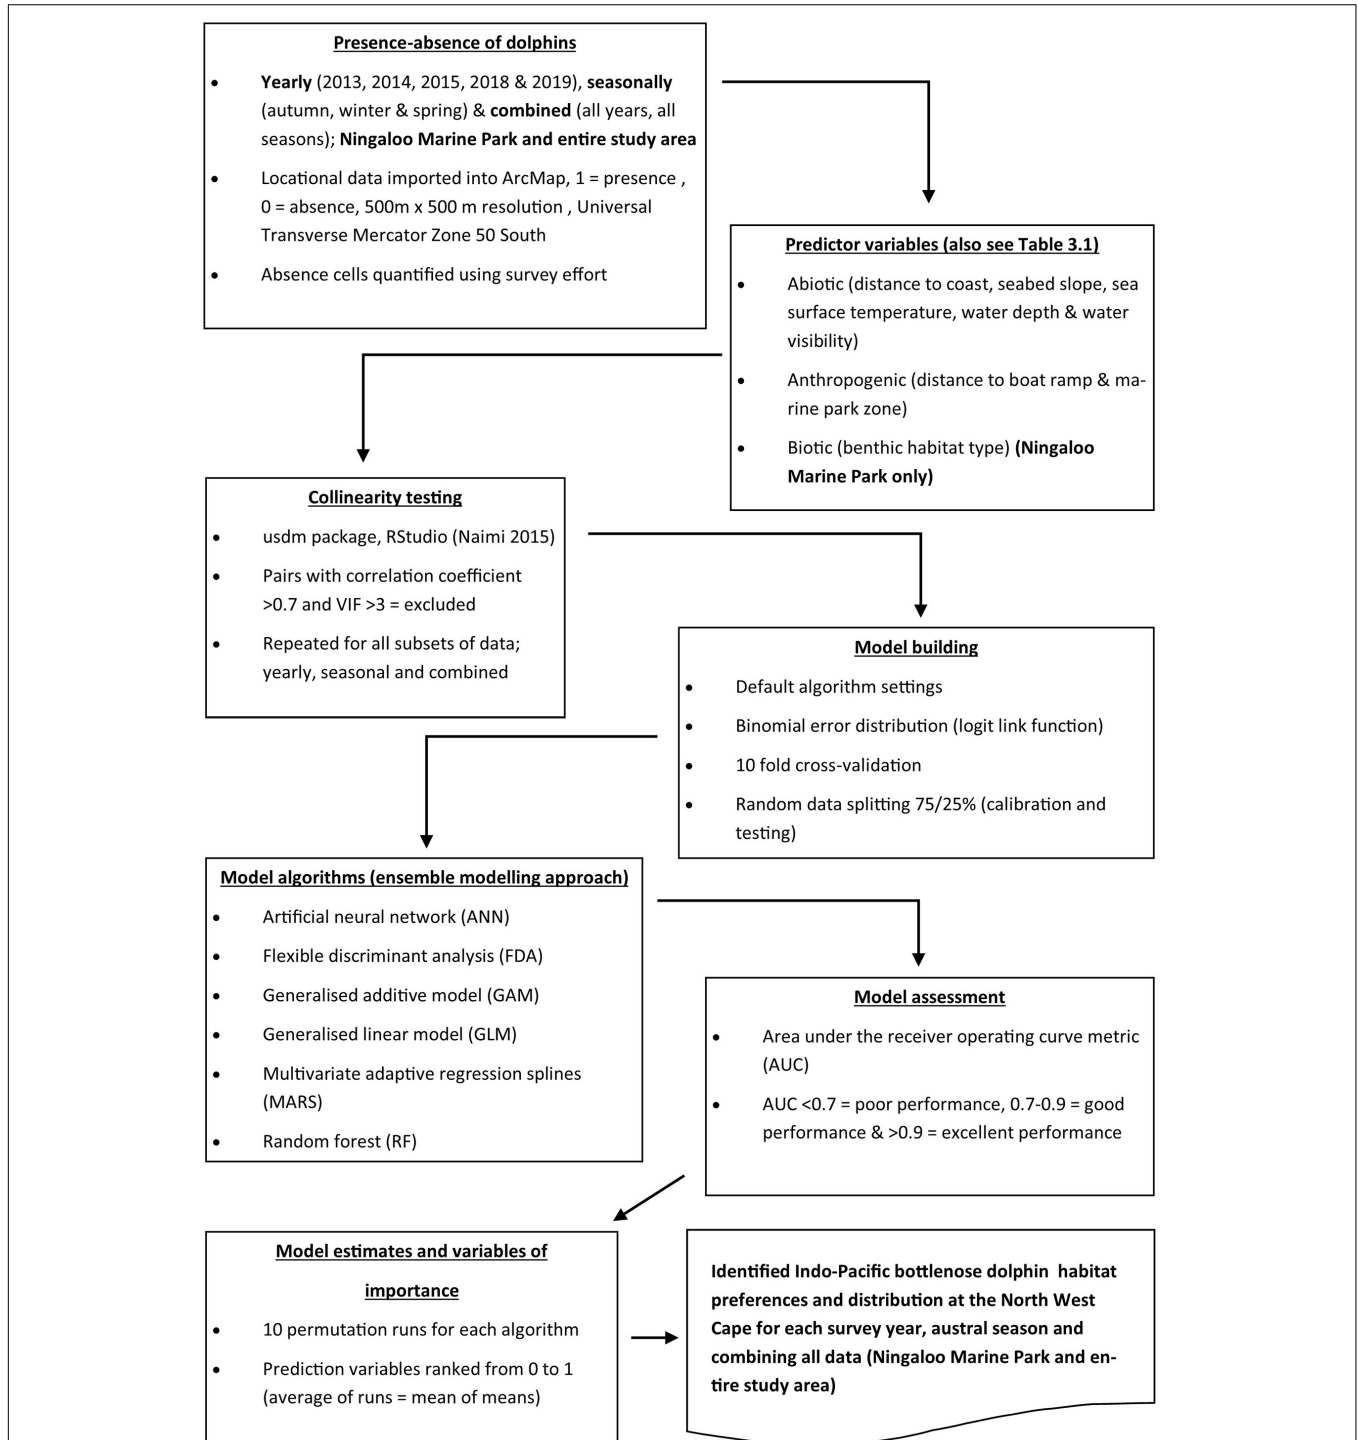 Presence-absence of dolphins
• Yearly (2013, 2014, 2015, 2018 & 2019), seasonally
(autumn, winter & spring) & combined (all years, all
seasons); Ningaloo Marine Park and entire study area
• Locational data imported into ArcMap, 1 = presence ,
0 = absence, 500m x 500 m resolution , Universal
Transverse Mercator Zone 50 South
• Absence cells quantified using survey effort
Predictor variables (also see Table 3.1)
• Abiotic (distance to coast, seabed slope, sea
surface temperature, water depth & water
visibility)
• Anthropogenic (distance to boat ramp & ma-
rine park zone)
• Biotic (benthic habitat type) (Ningaloo
Marine Park only)
Collinearity testing
• usdm package, RStudio (Naimi 2015)
• Pairs with correlation coefficient
>0.7 and VIF >3 = excluded
• Repeated for all subsets of data;
yearly, seasonal and combined
Model building
• Default algorithm settings
• Binomial error distribution (logit link function)
• 10 fold cross-validation
• Random data splitting 75/25% (calibration and
testing)
Model algorithms (ensemble modelling approach)
• Artificial neural network (ANN)
• Flexible discriminant analysis (FDA)
• Generalised additive model (GAM)
• Generalised linear model (GLM)
• Multivariate adaptive regression splines
(MARS)
• Random forest (RF)
Model assessment
• Area under the receiver operating curve metric
(AUC)
• AUC <0.7 = poor performance, 0.7-0.9 = good
performance & >0.9 = excellent performance
Model estimates and variables of
importance
• 10 permutation runs for each algorithm
• Prediction variables ranked from 0 to 1
(average of runs = mean of means)
Identified Indo-Pacific bottlenose dolphin habitat
preferences and distribution at the North West
Cape for each survey year, austral season and
combining all data (Ningaloo Marine Park and en-
tire study area)